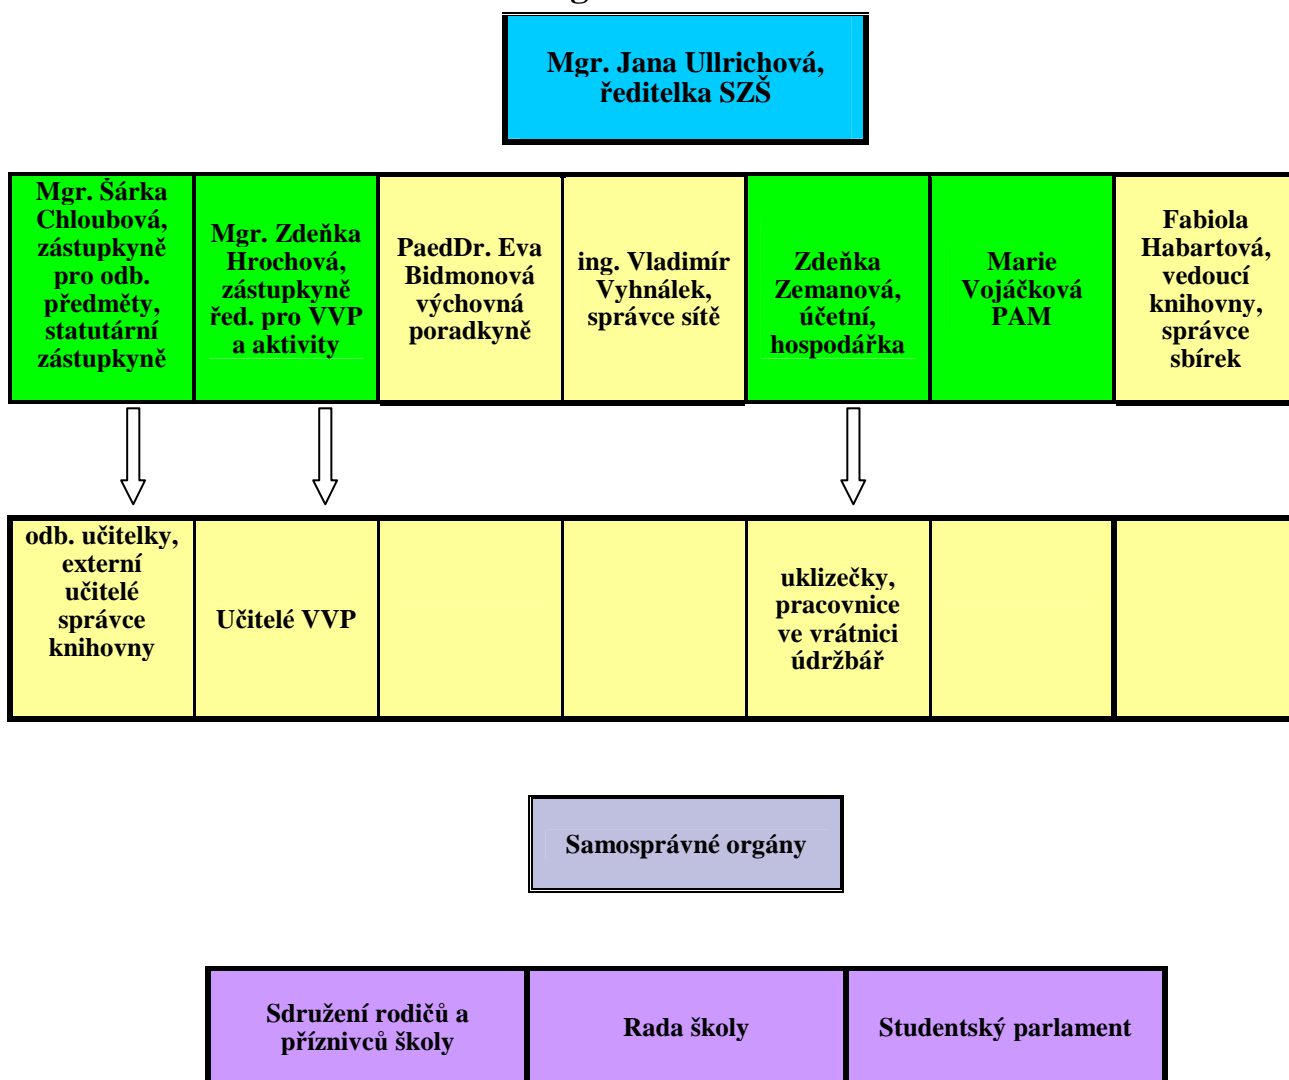 Mgr. Jana Ullrichová,
ředitelka SZŠ
Mgr. Šárka
Chloubová,
zástupkyně
pro odb.
předměty,
statutární
zástupkyně
Mgr. Zdeňka
Hrochová,
zástupkyně
řed. pro VVP
a aktivity
PaedDr. Eva
Bidmonová
výchovná
poradkyně
ing. Vladimír
Vyhnálek,
správce sítě
Zdeňka
Zemanová,
účetní,
hospodářka
Marie
Vojáčková
PAM
Fabiola
Habartová,
vedoucí
knihovny,
správce
sbírek
odb. učitelky,
externí
učitelé
správce
knihovny
Učitelé VVP
uklizečky,
pracovnice
ve vrátnici
údržbář
Samosprávné orgány
Sdružení rodičů a
příznivců školy
Rada školy
Studentský parlament